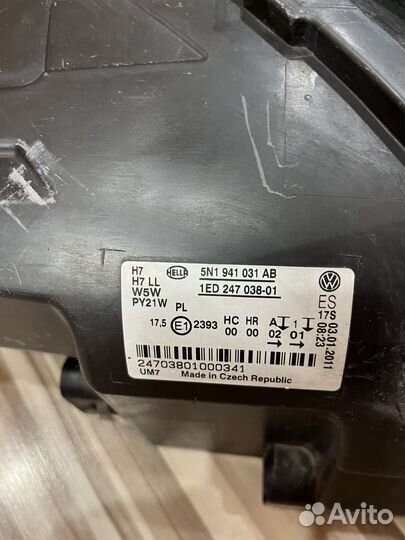 H7
H7 LL
W5W
PY21W
PL
HELLA
5N1 941 031 AB
1ED 247 038-01
ES
17S 03.01.2011
08:23
17,5 E1 2393
HC HR A 1
00 00 02 01
24703801000341
UM7 Made in Czech Republic
Avito